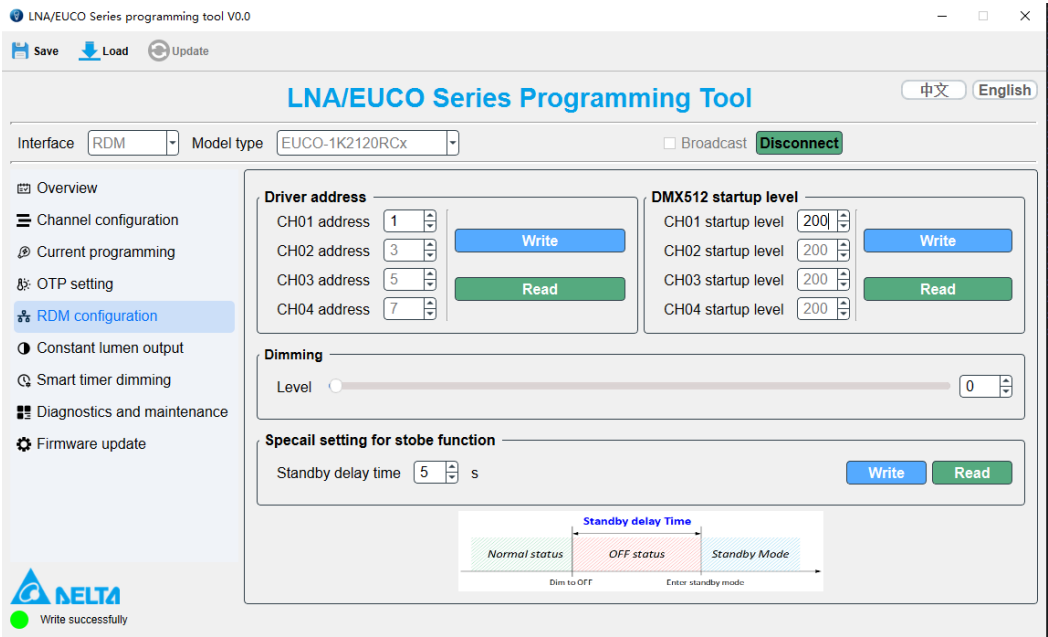 LNA/EUCO Series programming tool V0.0
Save Load Update
LNA/EUCO Series Programming Tool
中文 English
Interface RDM Model type EUCO-1K2120RCx Broadcast Disconnect
Overview
Channel configuration
Current programming
OTP setting
RDM configuration
Constant lumen output
Smart timer dimming
Diagnostics and maintenance
Firmware update
Driver address
CH01 address 1
CH02 address 3
CH03 address 5
CH04 address 7
Write
Read
DMX512 startup level
CH01 startup level 200
CH02 startup level 200
CH03 startup level 200
CH04 startup level 200
Write
Read
Dimming
Level 0
Specail setting for stobe function
Standby delay time 5 s
Write Read
Standby delay Time
Normal status OFF status Standby Mode
Dim to OFF Enter standby mode
DELTA
Write successfully